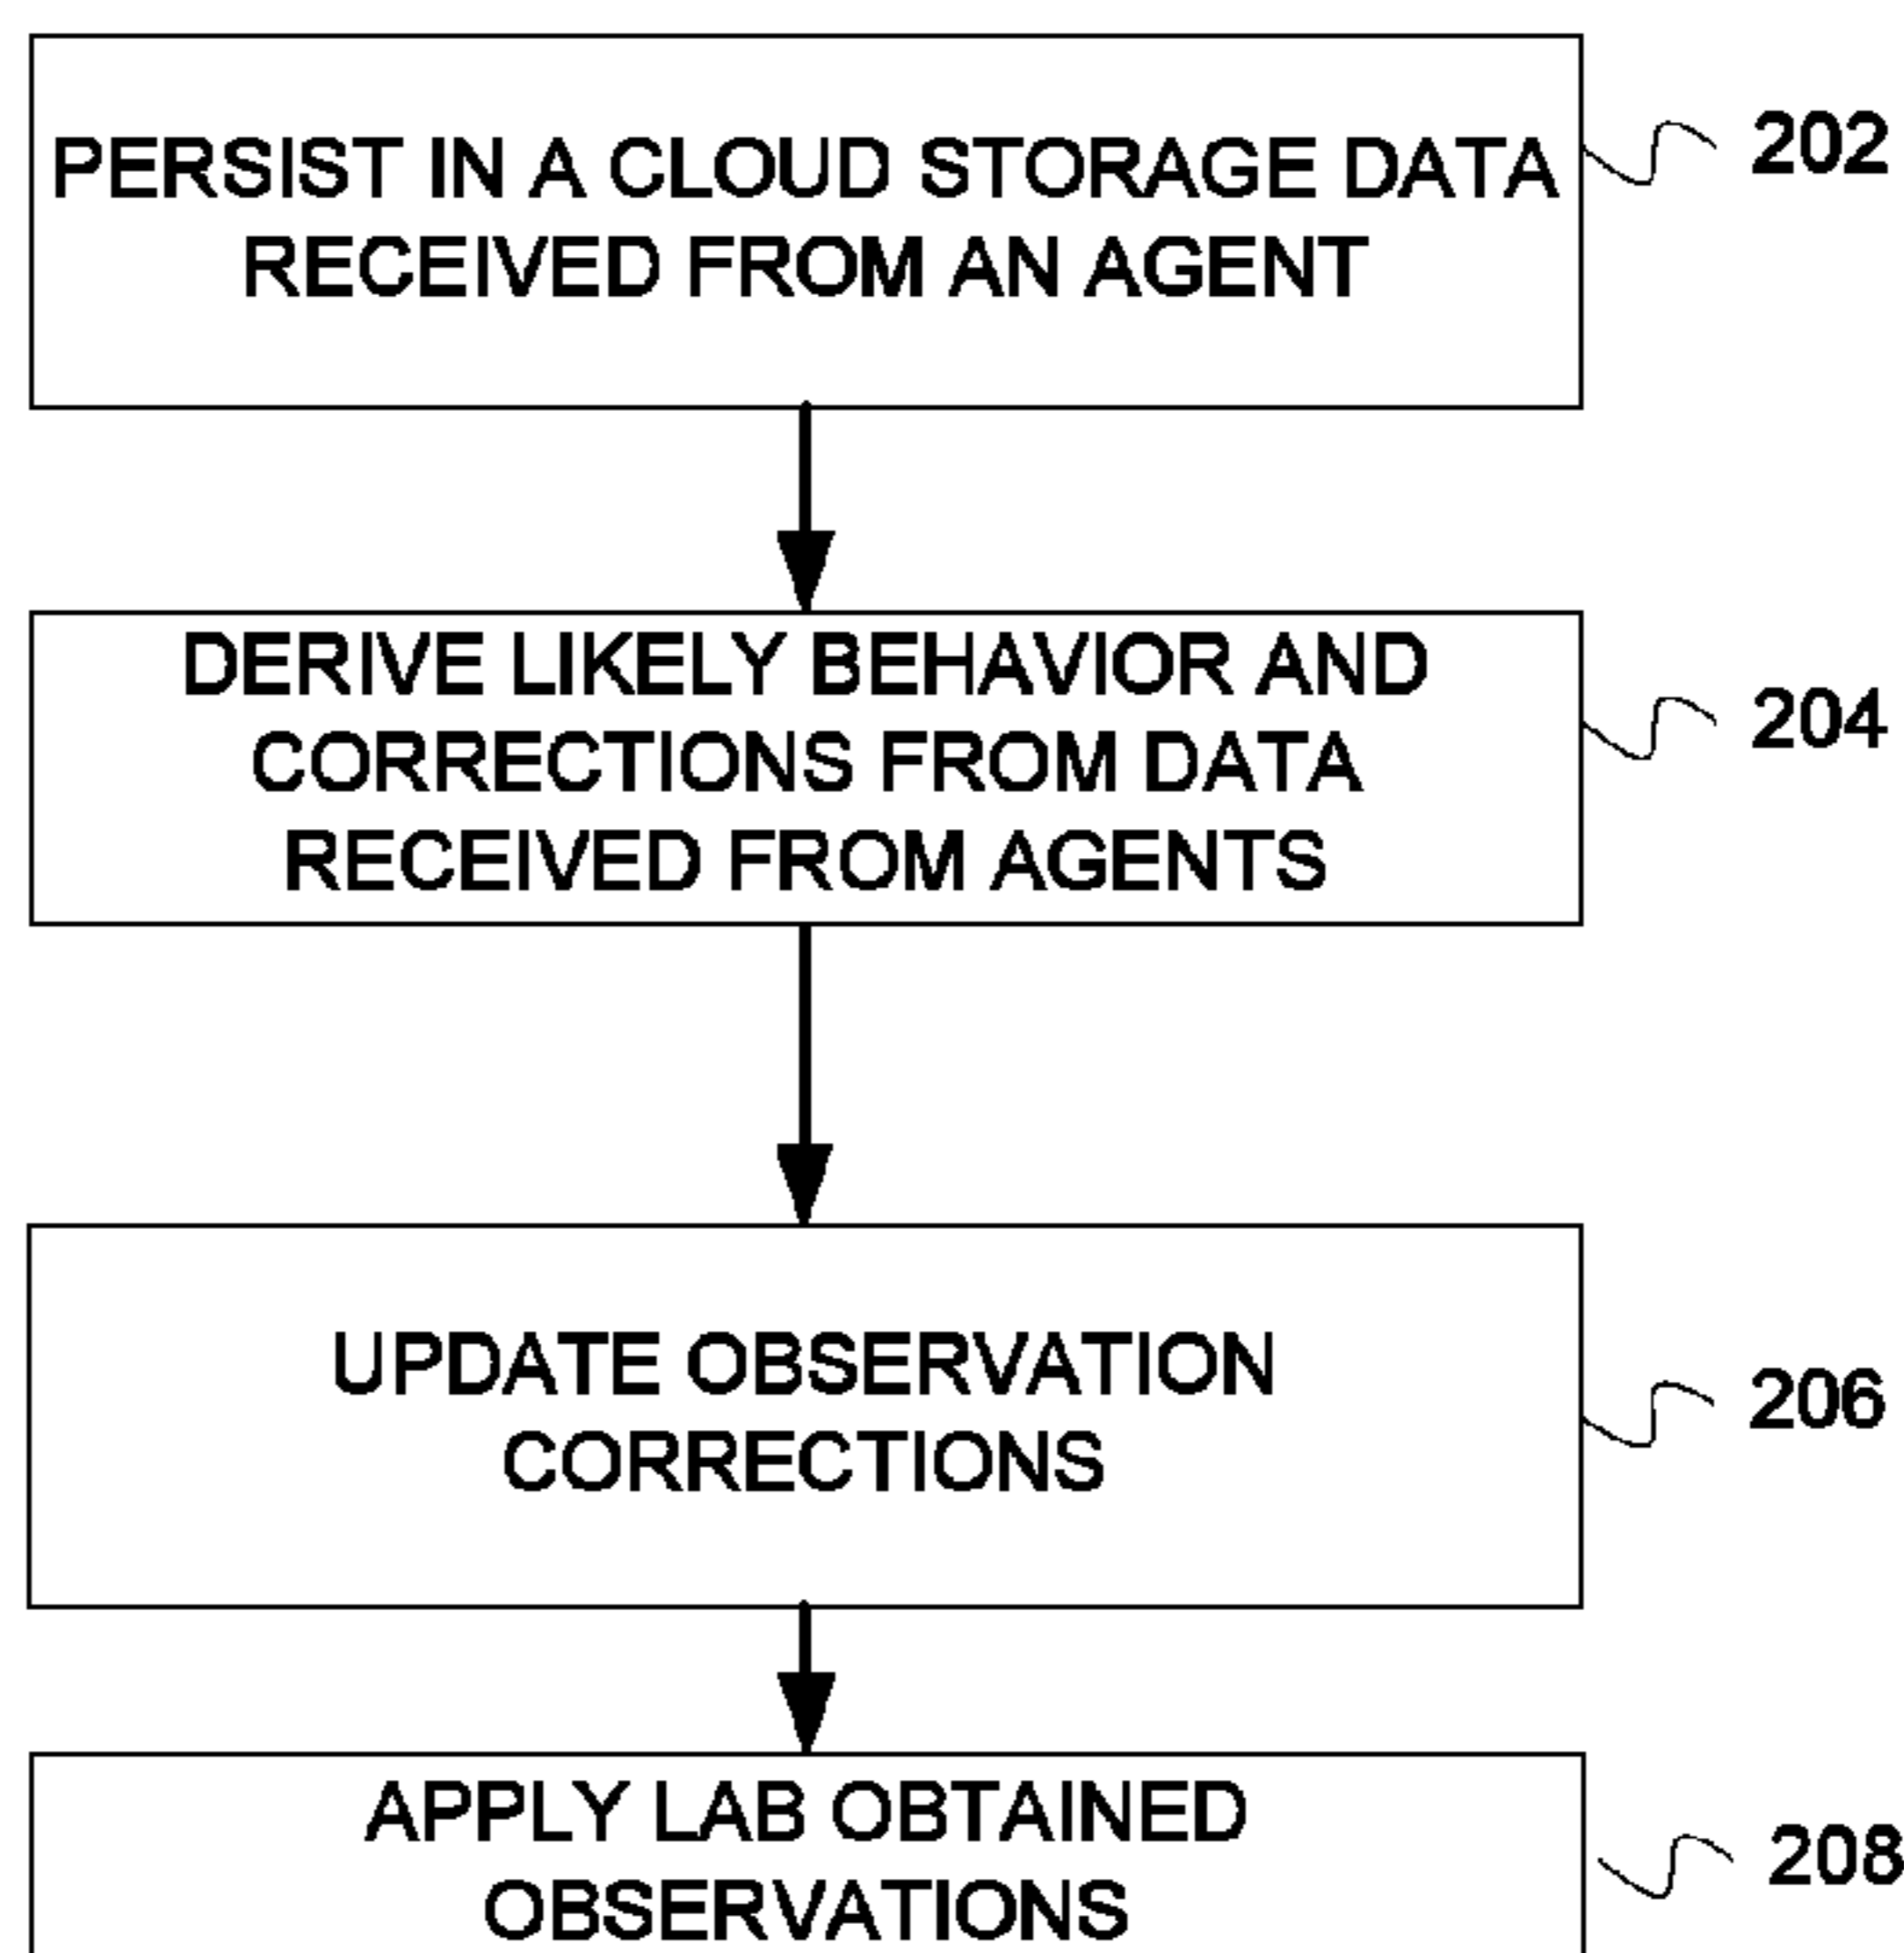 PERSIST IN A CLOUD STORAGE DATA
RECEIVED FROM AN AGENT
202
DERIVE LIKELY BEHAVIOR AND
CORRECTIONS FROM DATA
RECEIVED FROM AGENTS
204
UPDATE OBSERVATION
CORRECTIONS
206
APPLY LAB OBTAINED
OBSERVATIONS
208